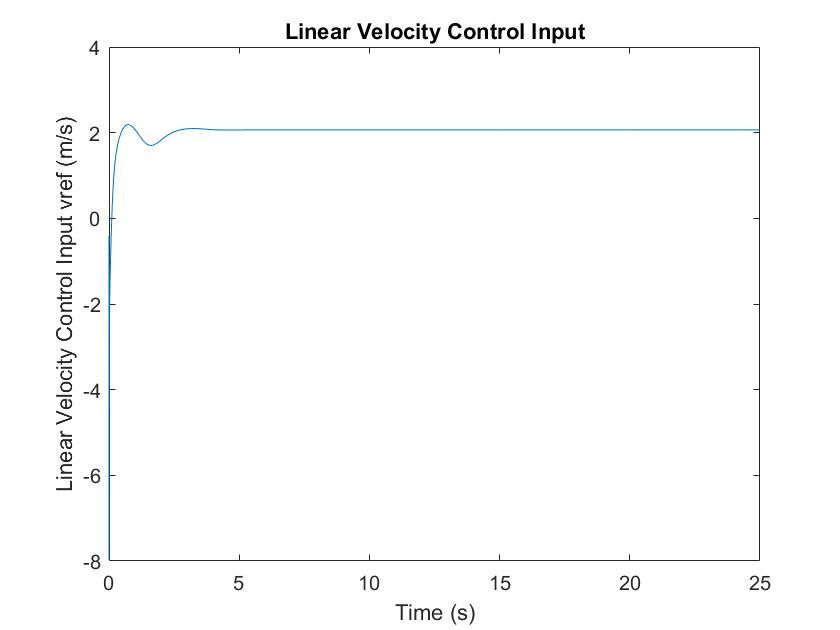 Linear Velocity Control Input
Linear Velocity Control Input vref (m/s)
4
2
0
-2
-4
-6
-8
0 5 10 15 20 25
Time (s)